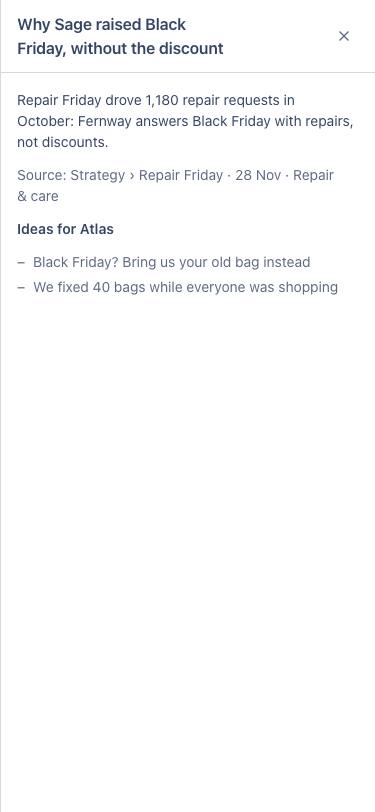 Why Sage raised Black
Friday, without the discount
Repair Friday drove 1,180 repair requests in
October: Fernway answers Black Friday with repairs,
not discounts.
Source: Strategy › Repair Friday · 28 Nov · Repair
& care
Ideas for Atlas
– Black Friday? Bring us your old bag instead
– We fixed 40 bags while everyone was shopping